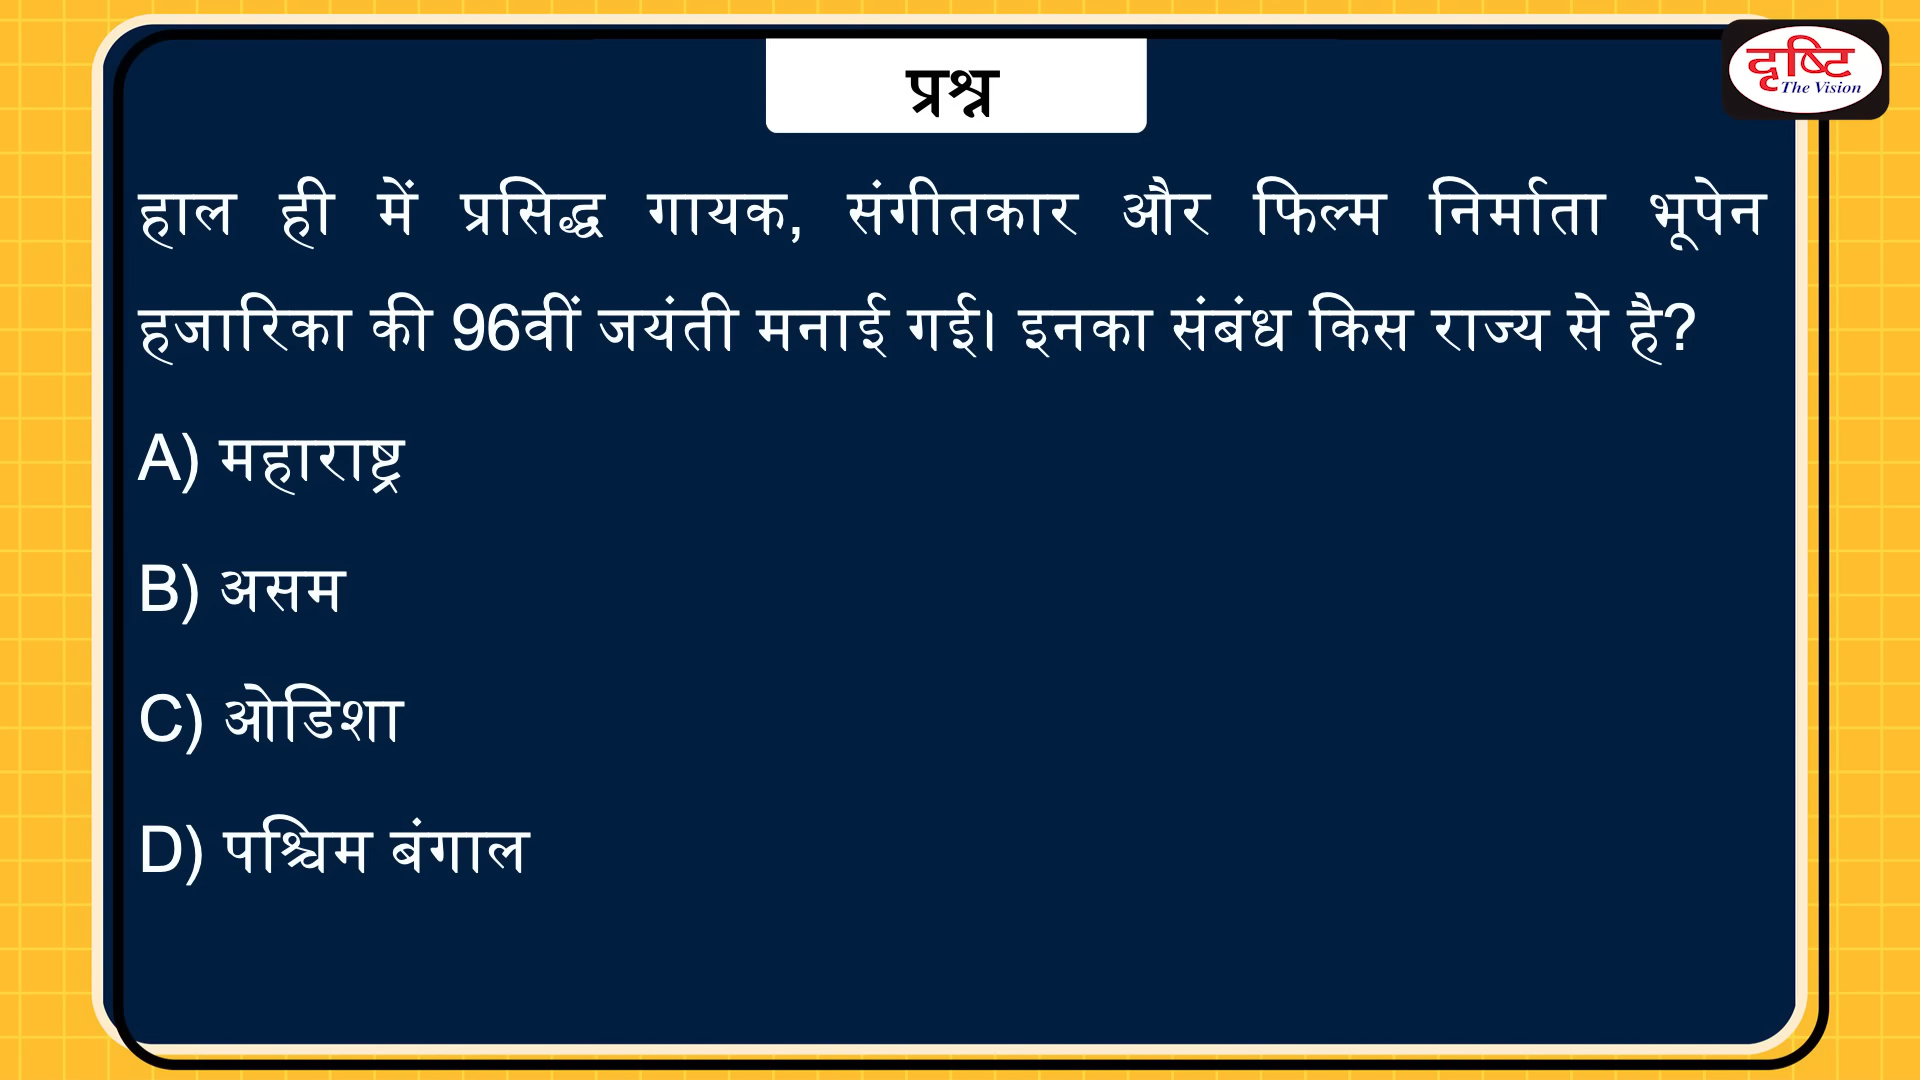 प्रश्न
दृष्टि
The Vision
हाल ही में प्रसिद्ध गायक, संगीतकार और फिल्म निर्माता भूपेन
हजारिका की 96वीं जयंती मनाई गई। इनका संबंध किस राज्य से है?
A) महाराष्ट्र
B) असम
C) ओडिशा
D) पश्चिम बंगाल